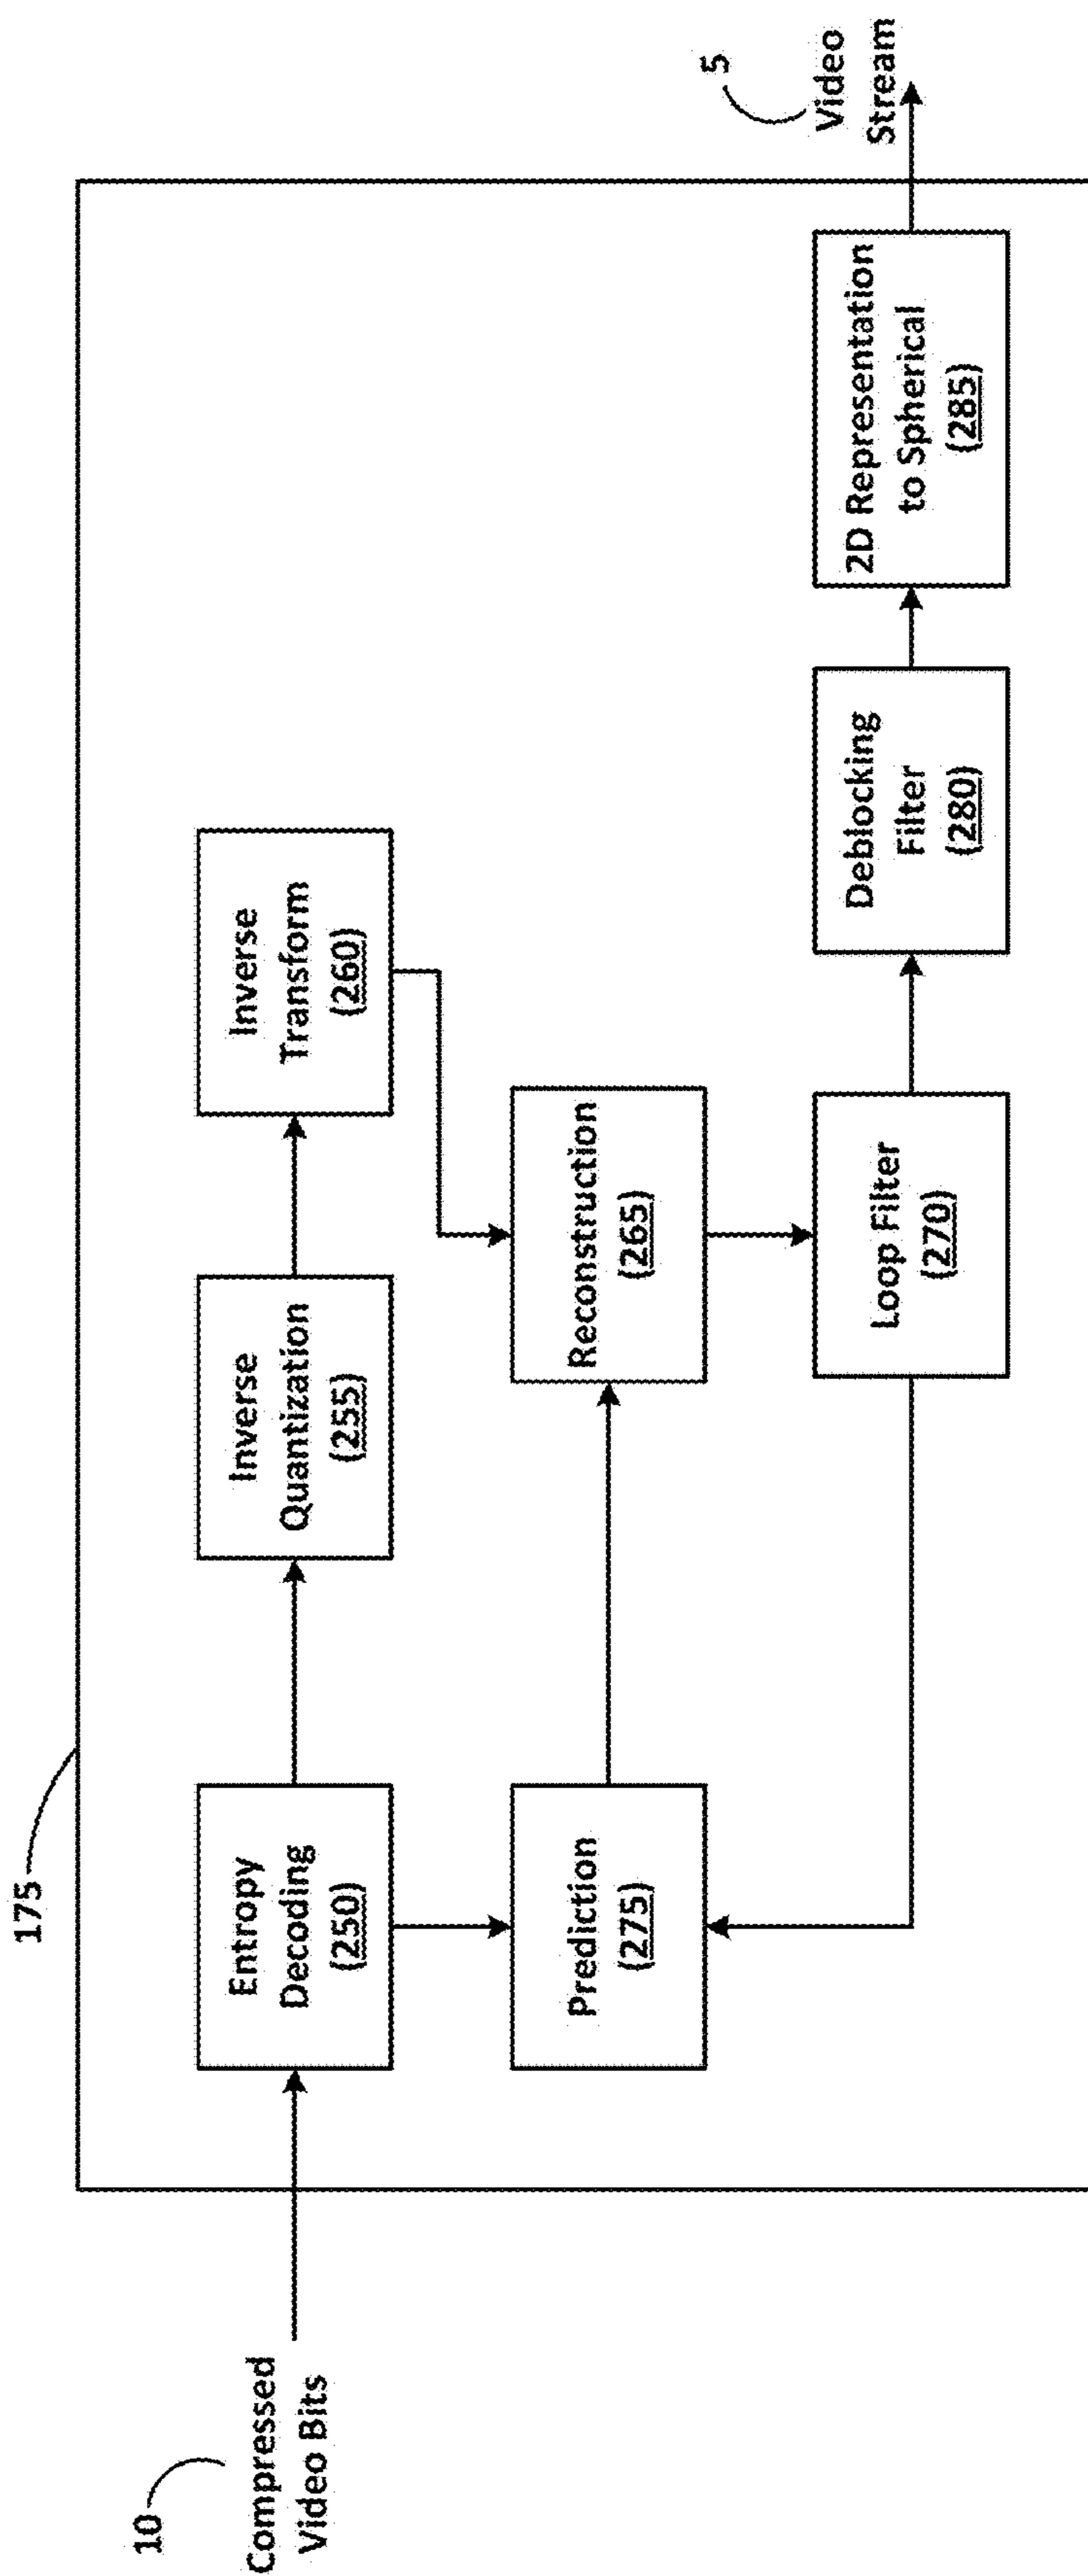 175
10
Compressed
Video Bits
Entropy
Decoding
(250)
Inverse
Quantization
(255)
Inverse
Transform
(260)
Prediction
(275)
Reconstruction
(265)
Loop Filter
(270)
Deblocking
Filter
(280)
2D Representation
to Spherical
(285)
5
Video
Stream